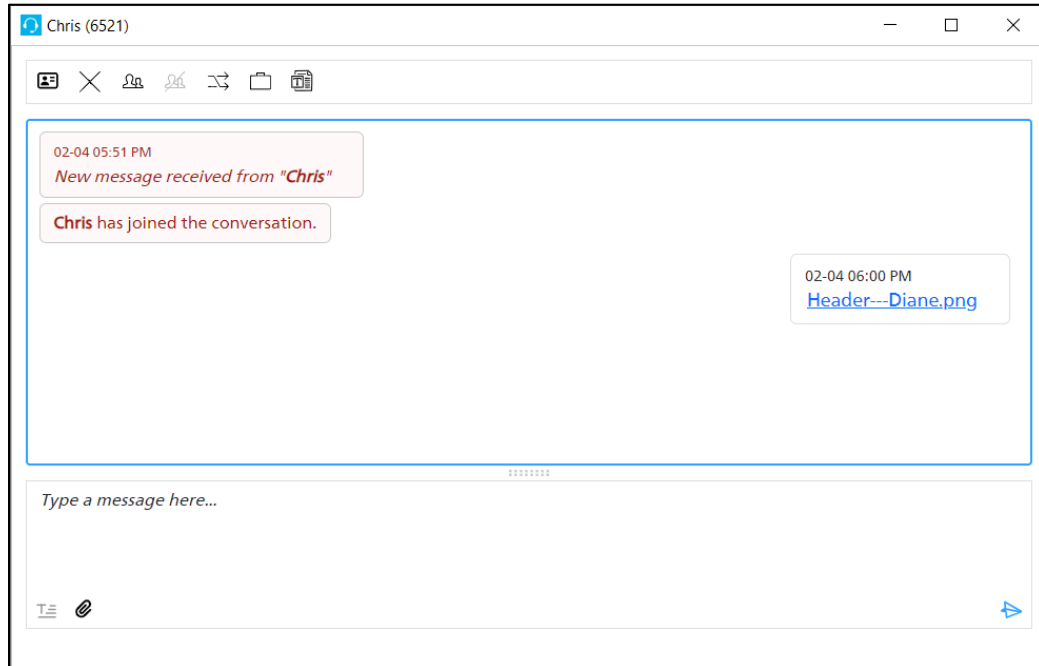 Chris (6521)
02-04 05:51 PM
New message received from "Chris"
Chris has joined the conversation.
02-04 06:00 PM
Header---Diane.png
Type a message here...